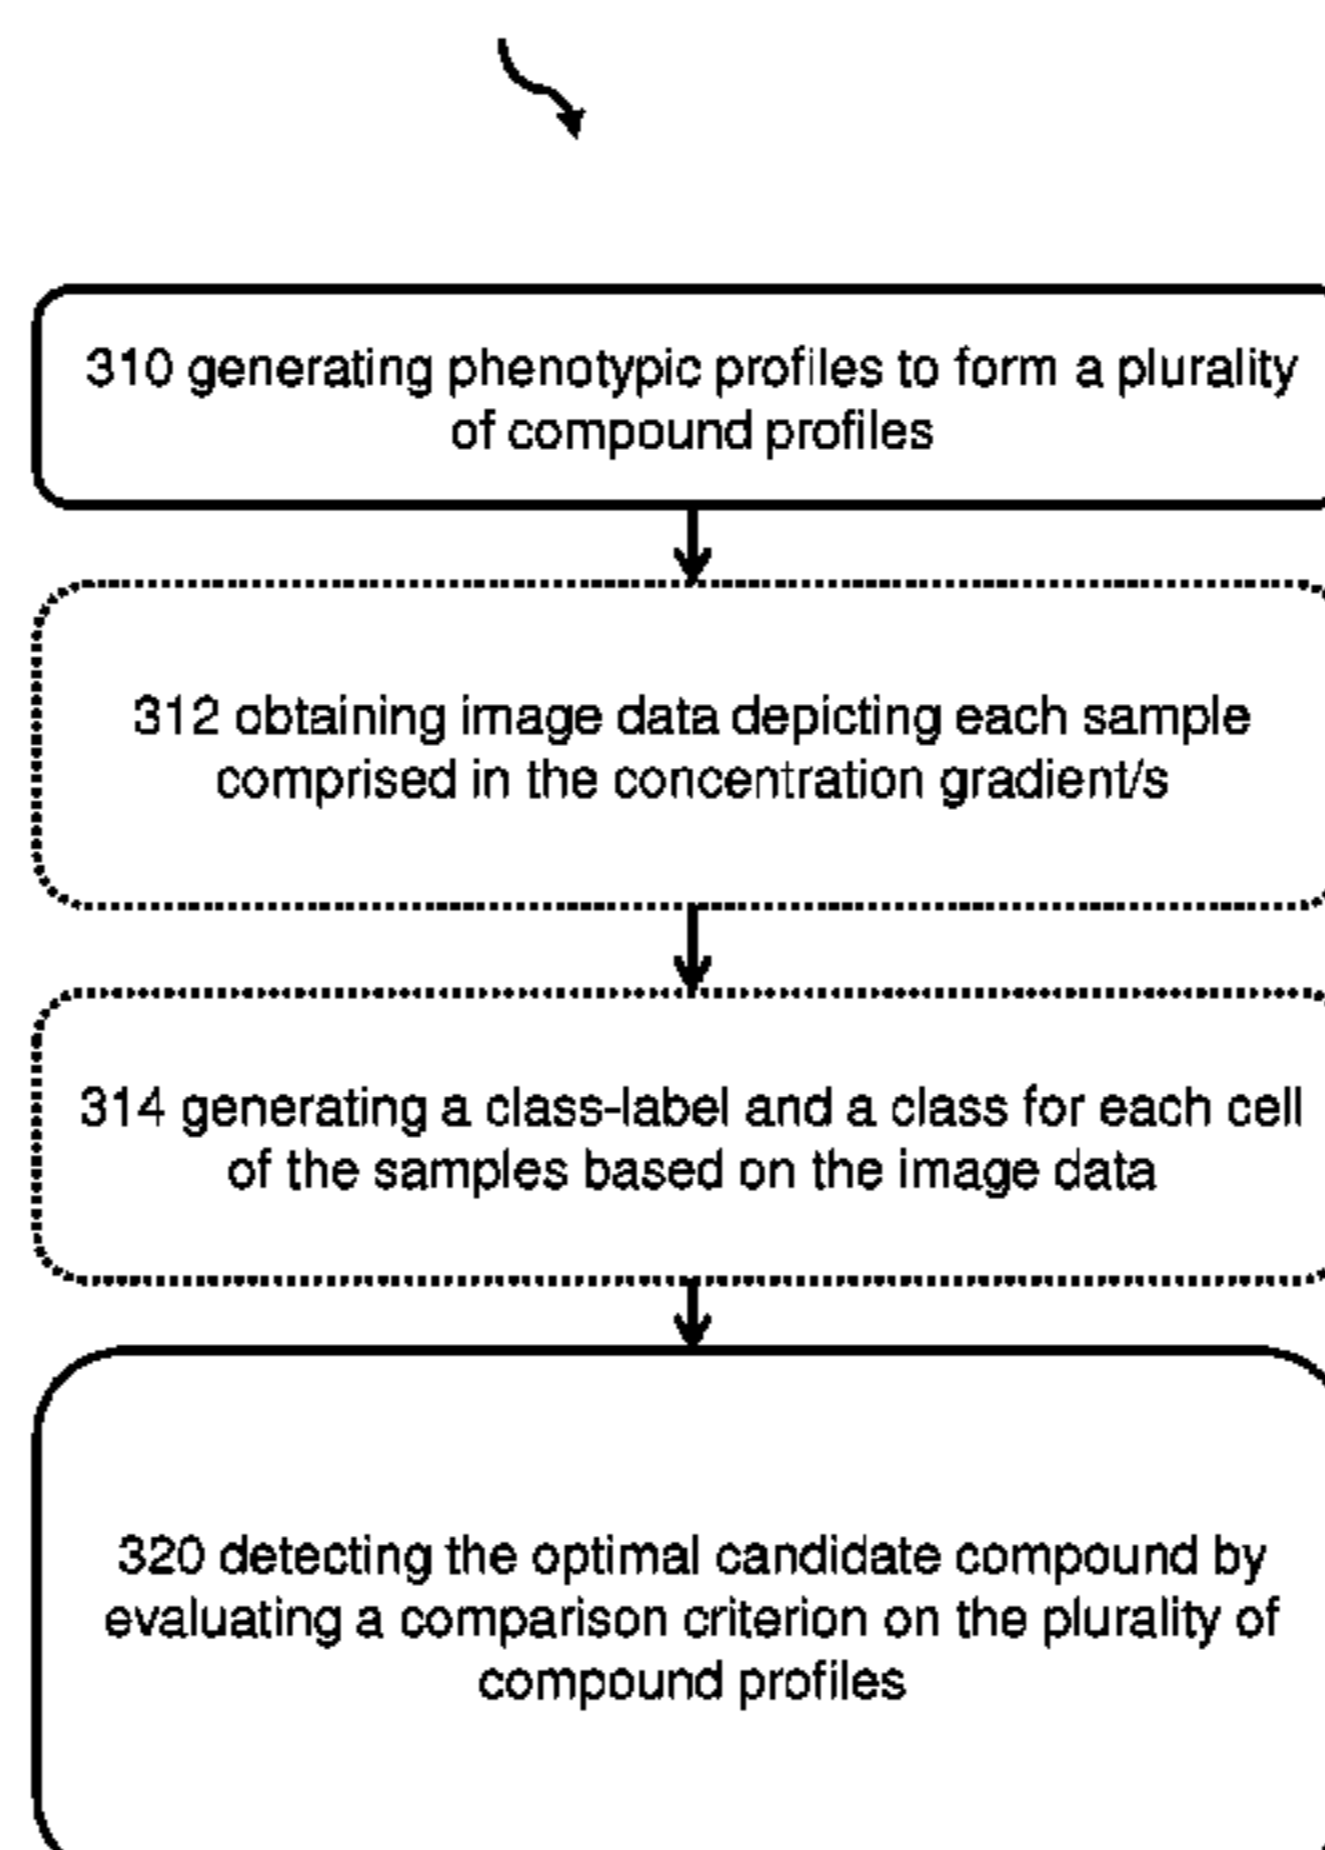 310 generating phenotypic profiles to form a plurality
of compound profiles
312 obtaining image data depicting each sample
comprised in the concentration gradient/s
314 generating a class-label and a class for each cell
of the samples based on the image data
320 detecting the optimal candidate compound by
evaluating a comparison criterion on the plurality of
compound profiles